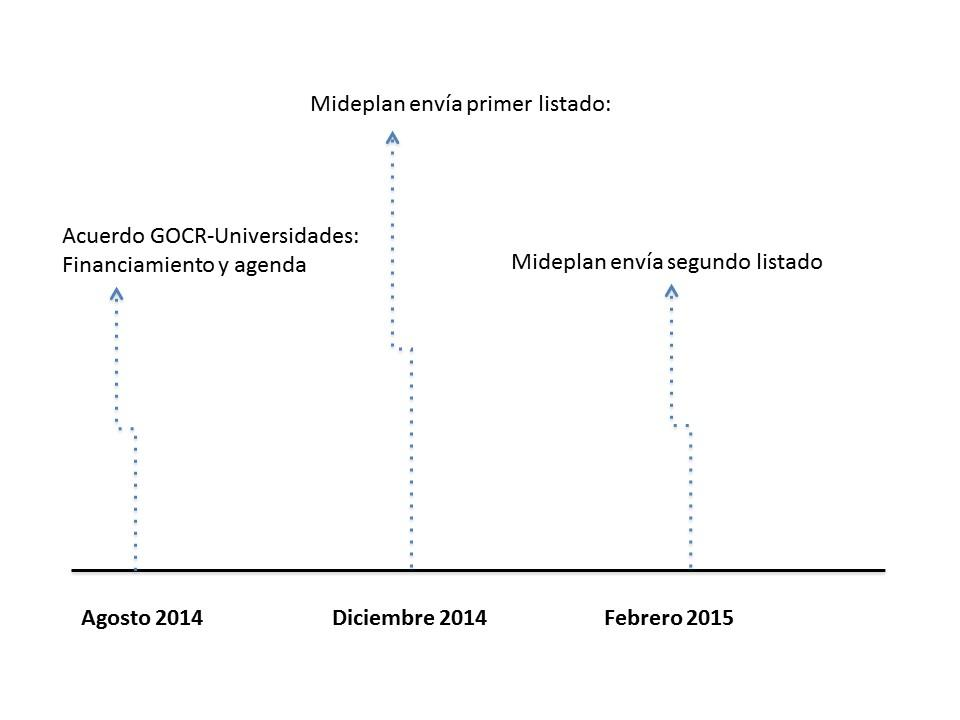 Mideplan envía primer listado:
Acuerdo GOCR-Universidades:
Financiamiento y agenda
Mideplan envía segundo listado
Agosto 2014
Diciembre 2014
Febrero 2015